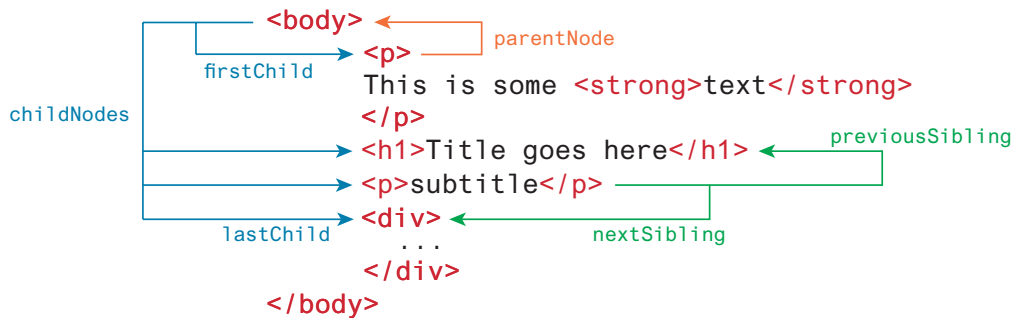 <body>
parentNode
<p>
firstChild
This is some <strong>text</strong>
childNodes
</p>
previousSibling
<h1>Title goes here</h1>
<p>subtitle</p>
<div>
lastChild
nextSibling
...
</div>
</body>